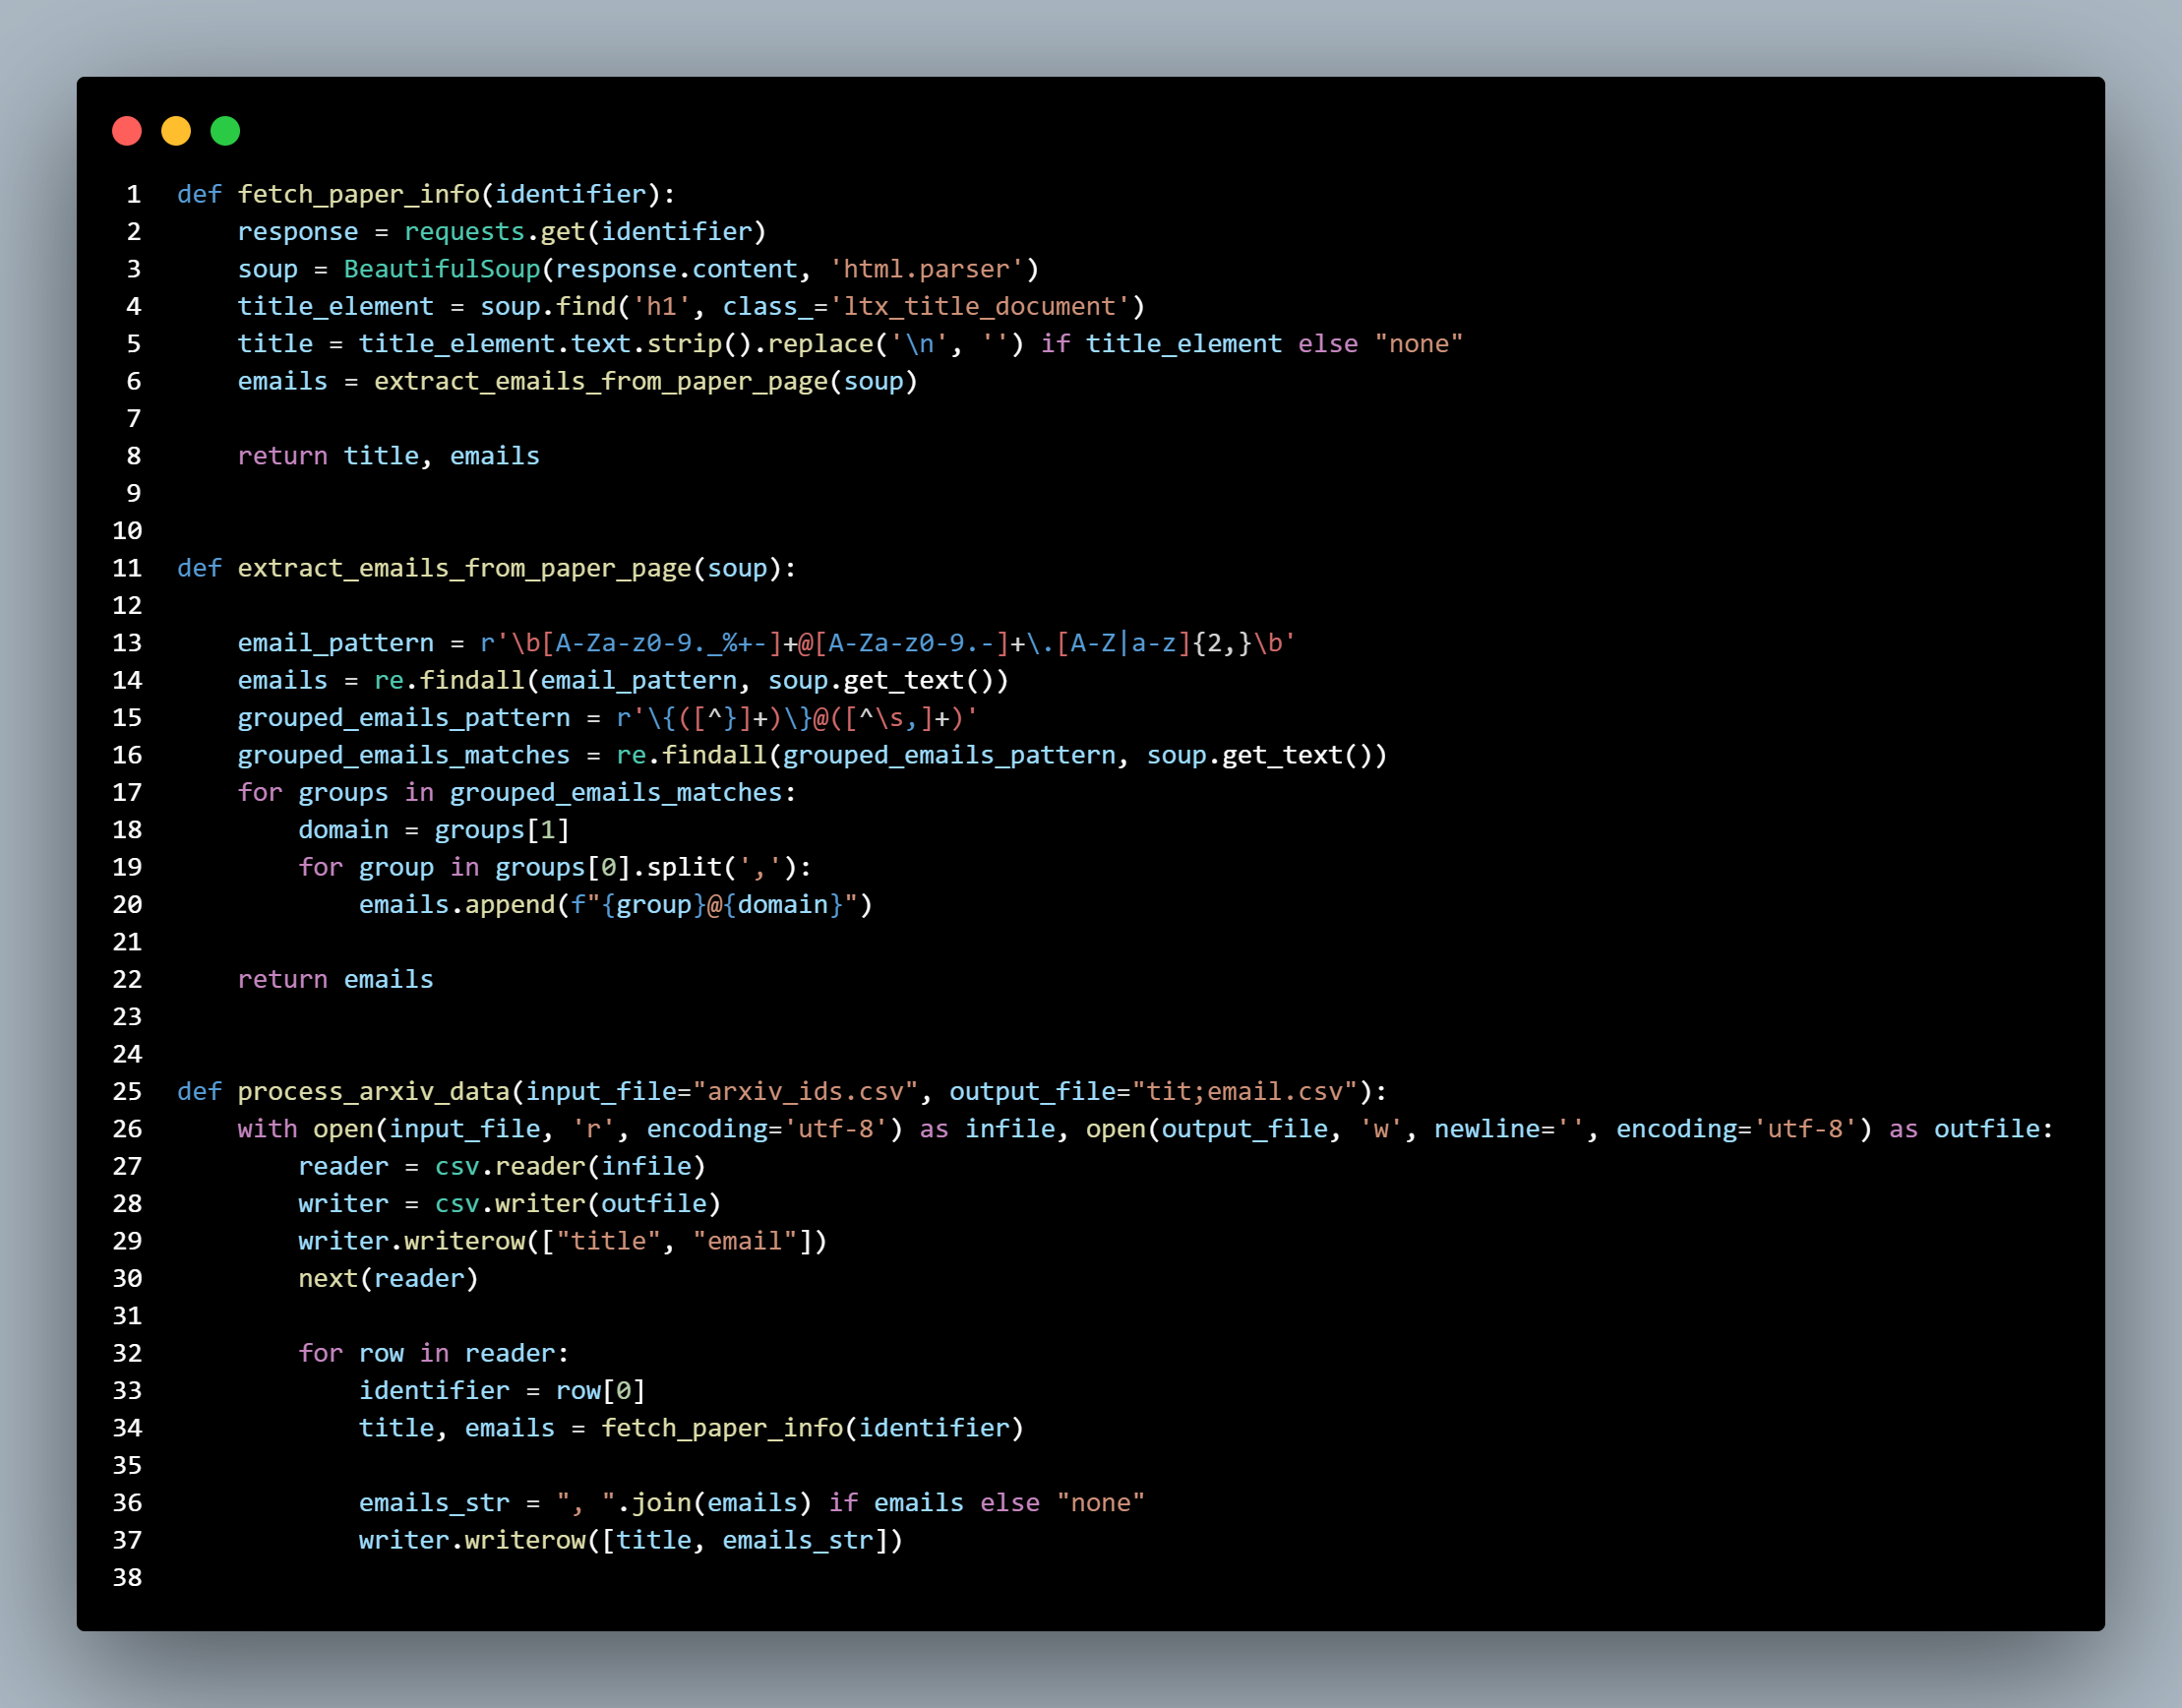 1 def fetch_paper_info(identifier):
2     response = requests.get(identifier)
3     soup = BeautifulSoup(response.content, 'html.parser')
4     title_element = soup.find('h1', class_='ltx_title_document')
5     title = title_element.text.strip().replace('\n', '') if title_element else "none"
6     emails = extract_emails_from_paper_page(soup)
7
8     return title, emails
9
10
11 def extract_emails_from_paper_page(soup):
12
13     email_pattern = r'\b[A-Za-z0-9._%+-]+@[A-Za-z0-9.-]+\.[A-Z|a-z]{2,}\b'
14     emails = re.findall(email_pattern, soup.get_text())
15     grouped_emails_pattern = r'\{([^}]+)\}@([^\s,]+)'
16     grouped_emails_matches = re.findall(grouped_emails_pattern, soup.get_text())
17     for groups in grouped_emails_matches:
18         domain = groups[1]
19         for group in groups[0].split(','):
20             emails.append(f"{group}@{domain}")
21
22     return emails
23
24
25 def process_arxiv_data(input_file="arxiv_ids.csv", output_file="tit;email.csv"):
26     with open(input_file, 'r', encoding='utf-8') as infile, open(output_file, 'w', newline='', encoding='utf-8') as outfile:
27         reader = csv.reader(infile)
28         writer = csv.writer(outfile)
29         writer.writerow(["title", "email"])
30         next(reader)
31
32         for row in reader:
33             identifier = row[0]
34             title, emails = fetch_paper_info(identifier)
35
36             emails_str = ", ".join(emails) if emails else "none"
37             writer.writerow([title, emails_str])
38